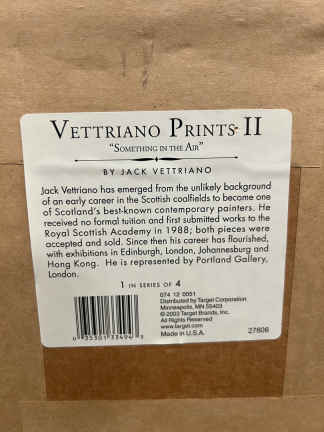 VETTRIANO PRINTS II
"SOMETHING IN THE AIR"
BY JACK VETTRIANO
Jack Vettriano has emerged from the unlikely background
of an early career in the Scottish coalfields to become one
of Scotland's best-known contemporary painters. He
received no formal tuition and first submitted works to the
Royal Scottish Academy in 1988; both pieces were
accepted and sold. Since then his career has flourished,
with exhibitions in Edinburgh, London, Johannesburg and
Hong Kong. He is represented by Portland Gallery,
London.
1 IN SERIES OF 4
074 12 0051
Distributed by Target Corporation
Minneapolis, MN 55403
© 2003 Target Brands, Inc.
All Rights Reserved
www.target.com
Made in U.S.A.
27606